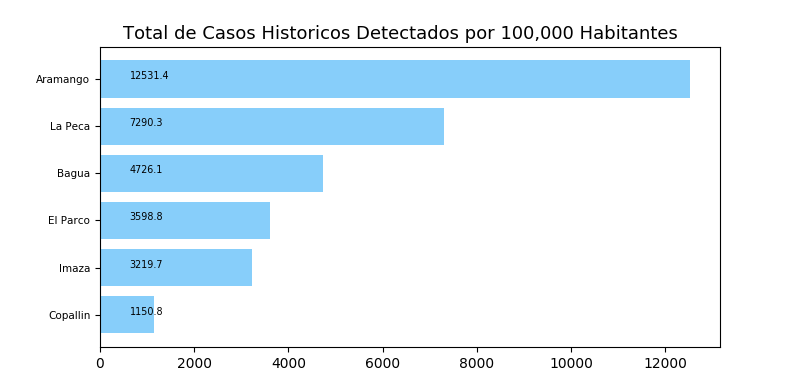 Total de Casos Historicos Detectados por 100,000 Habitantes
Aramango 12531.4
La Peca 7290.3
Bagua 4726.1
El Parco 3598.8
Imaza 3219.7
Copallin 1150.8
0 2000 4000 6000 8000 10000 12000